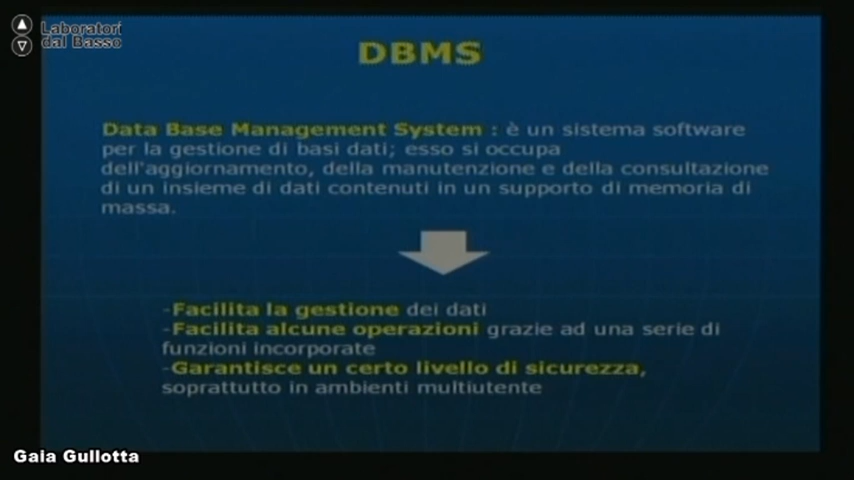 Laboratori
dal Basso
DBMS
Data Base Management System : è un sistema software
per la gestione di basi dati; esso si occupa
dell'aggiornamento, della manutenzione e della consultazione
di un insieme di dati contenuti in un supporto di memoria di
massa.
-Facilita la gestione dei dati
-Facilita alcune operazioni grazie ad una serie di
funzioni incorporate
-Garantisce un certo livello di sicurezza,
soprattutto in ambienti multiutente
Gaia Gullotta